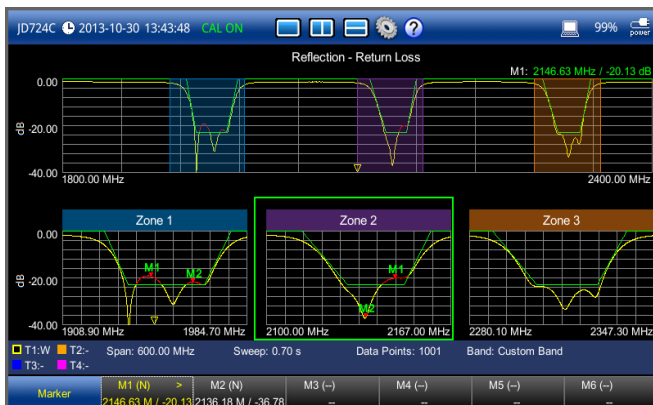 JD724C 2013-10-30 13:43:48 CAL ON 99% power
Reflection - Return Loss
M1: 2146.63 MHz / -20.13 dB
0.00
dB -20.00
-40.00
1800.00 MHz 2400.00 MHz
Zone 1 Zone 2 Zone 3
0.00
M1 M2 M1
dB -20.00
M2
-40.00
1908.90 MHz 1984.70 MHz 2100.00 MHz 2167.00 MHz 2280.10 MHz 2347.30 MHz
T1:W T2:- Span: 600.00 MHz Sweep: 0.70 s Data Points: 1001 Band: Custom Band
T3:- T4:-
Marker M1 (N) > M2 (N) M3 (--) M4 (--) M5 (--) M6 (--)
2146.63 M / -20.13 2136.18 M / -36.78 -- -- -- --